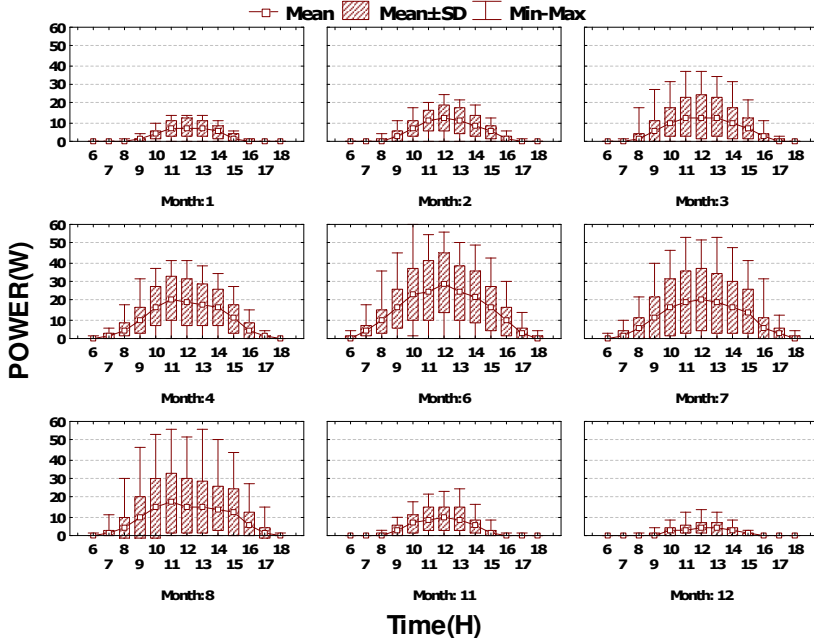 Mean Mean±SD Min-Max
POWER(W)
60
50
40
30
20
10
0
6 8 10 12 14 16 18
7 9 11 13 15 17
Month:1
6 8 10 12 14 16 18
7 9 11 13 15 17
Month:2
6 8 10 12 14 16 18
7 9 11 13 15 17
Month:3
60
50
40
30
20
10
0
6 8 10 12 14 16 18
7 9 11 13 15 17
Month:4
6 8 10 12 14 16 18
7 9 11 13 15 17
Month:6
6 8 10 12 14 16 18
7 9 11 13 15 17
Month:7
60
50
40
30
20
10
0
6 8 10 12 14 16 18
7 9 11 13 15 17
Month:8
6 8 10 12 14 16 18
7 9 11 13 15 17
Month:11
6 8 10 12 14 16 18
7 9 11 13 15 17
Month:12
Time(H)